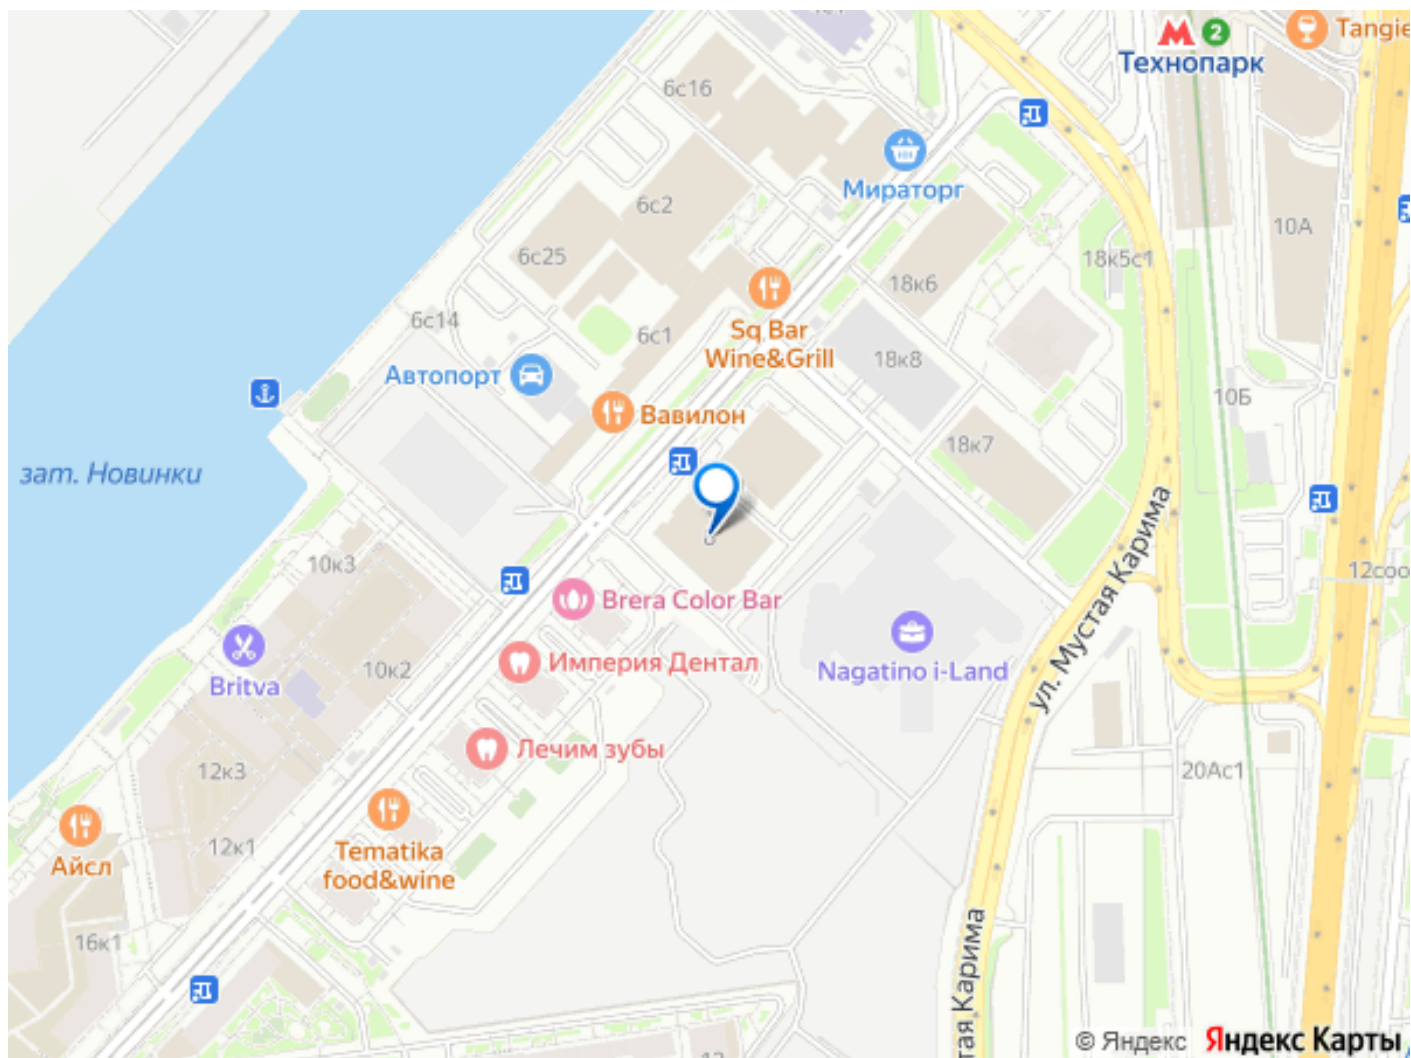 2
Tangie
Технопарк
6с16
Мираторг
6с2
10А
6с25
18к5с1
18к6
6с14
6с1
Sq Bar
Wine&Grill
18к8
Автопорт
10Б
Вавилон
18к7
зат. Новинки
ул. Мустая Карима
10к3
12соо
Brera Color Bar
Империя Дентал
10к2
Nagatino i-Land
Britva
Лечим зубы
12к3
20Ас1
12к1
Tematika
food&wine
Айсл
16к1
тая Карима
© Яндекс Яндекс Карты